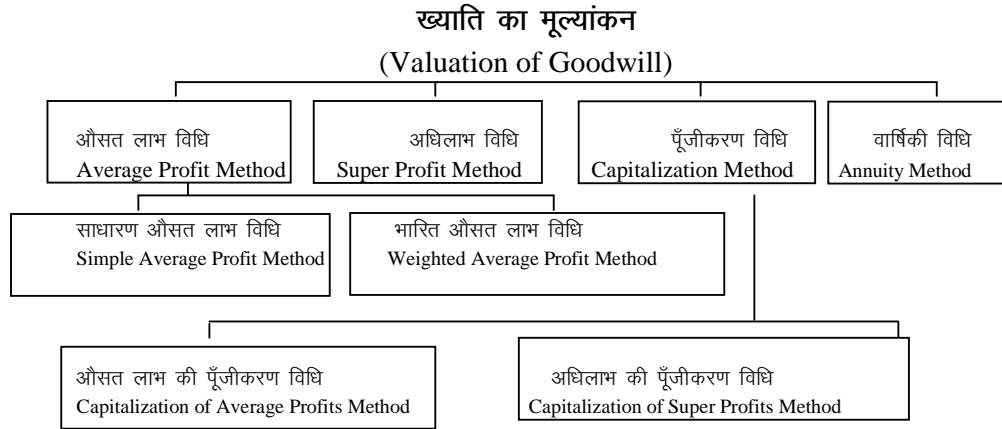 ख्याति का मूल्यांकन
(Valuation of Goodwill)
औसत लाभ विधि
Average Profit Method
अधिलाभ विधि
Super Profit Method
पूँजीकरण विधि
Capitalization Method
वार्षिकी विधि
Annuity Method
साधारण औसत लाभ विधि
Simple Average Profit Method
भारित औसत लाभ विधि
Weighted Average Profit Method
औसत लाभ की पूँजीकरण विधि
Capitalization of Average Profits Method
अधिलाभ की पूँजीकरण विधि
Capitalization of Super Profits Method